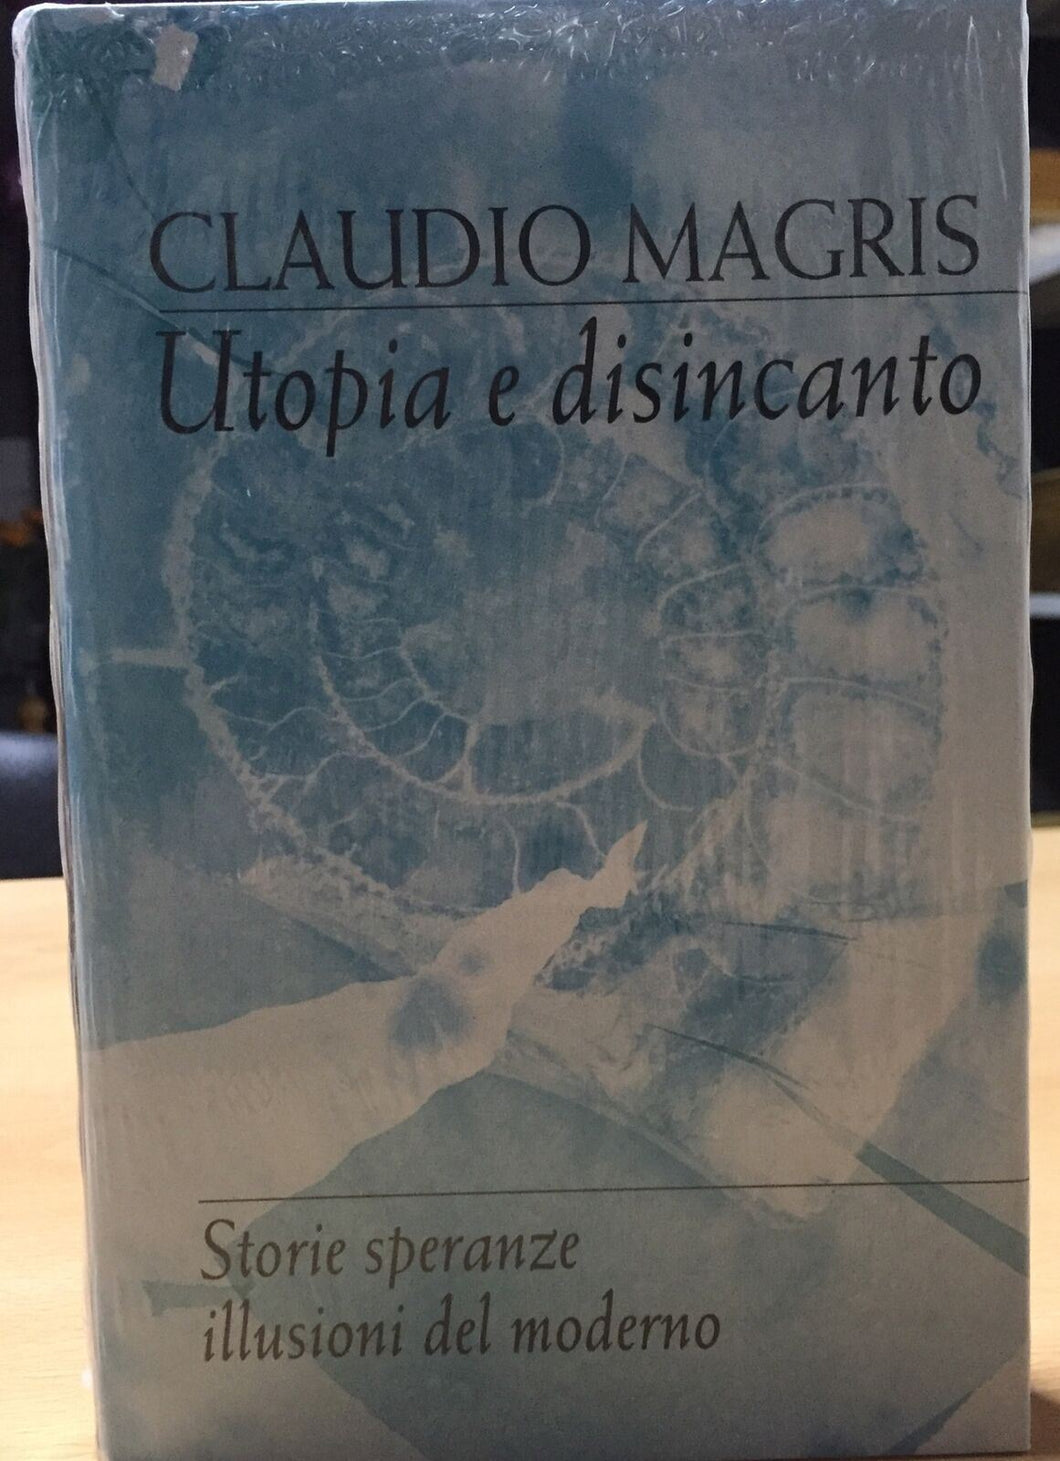 CLAUDIO MAGRIS
Utopia e disincanto
Storie speranze
illusioni del moderno